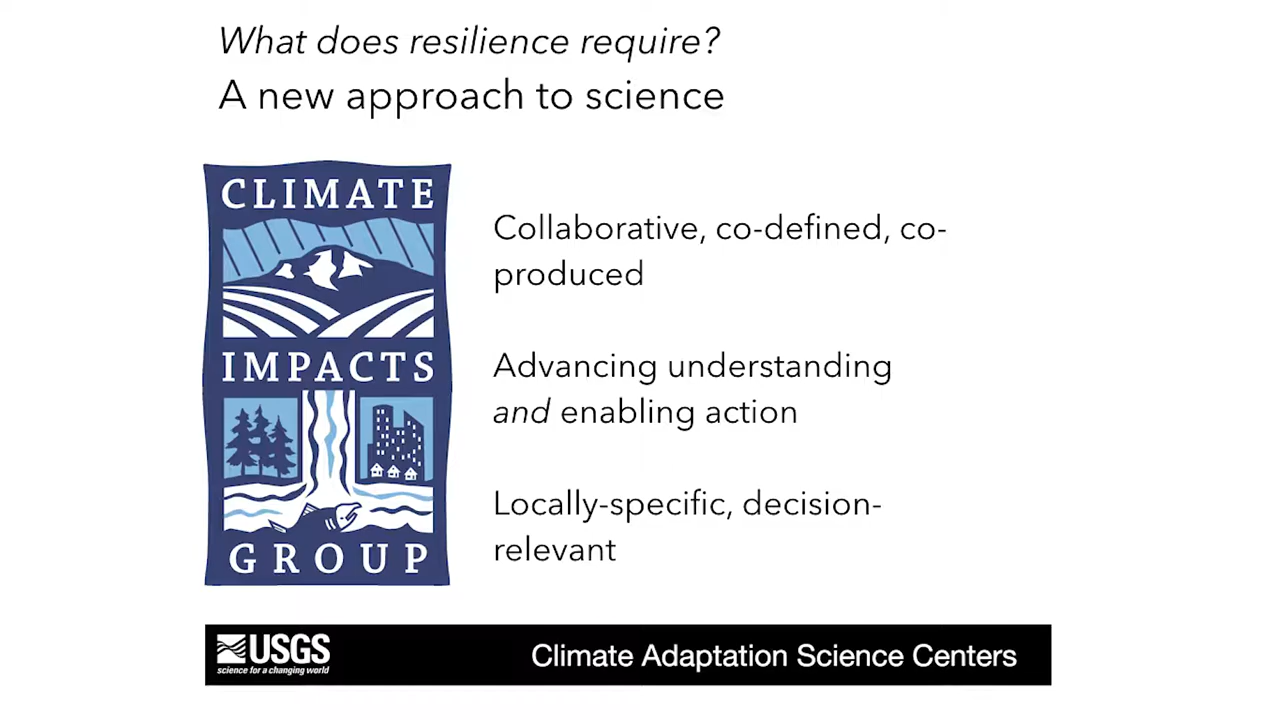 What does resilience require?
A new approach to science
CLIMATE
IMPACTS
GROUP
Collaborative, co-defined, co-
produced
Advancing understanding
and enabling action
Locally-specific, decision-
relevant
USGS
science for a changing world
Climate Adaptation Science Centers